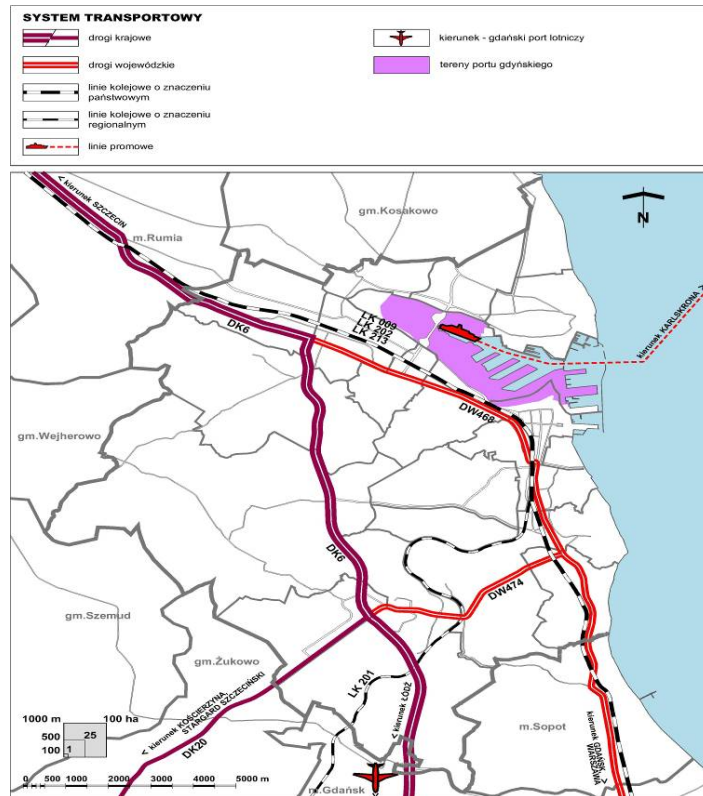 SYSTEM TRANSPORTOWY
drogi krajowe
drogi wojewódzkie
linie kolejowe o znaczeniu
państwowym
linie kolejowe o znaczeniu
regionalnym
linie promowe
kierunek - gdański port lotniczy
tereny portu gdyńskiego
< kierunek SZCZECIN
gm.Kosakowo
m.Rumia
N
LK 009
LK 202
LK 213
kierunek KARLSKRONA >
DK6
DW468
gm.Wejherowo
DK6
DW474
gm.Szemud
gm.Żukowo
LK 201
< kierunek KOŚCIERZYNA,
STARGARD SZCZECIŃSKI
DK20
< kierunek ŁÓDŹ
m.Sopot
kierunek GDAŃSK
WARSZAWA >
1000 m
100 ha
500
25
100
1
0 500 1000 2000 3000 4000 5000 m
m.Gdańsk